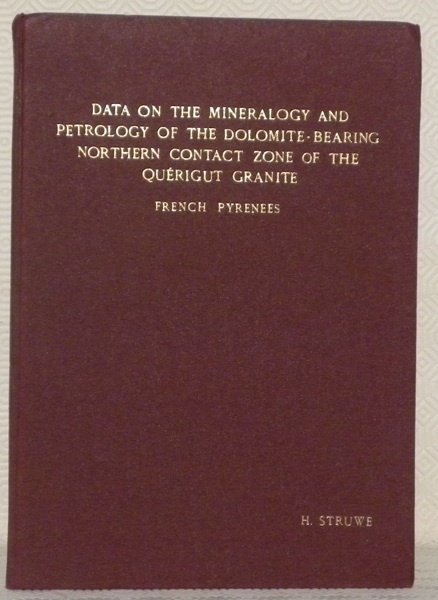 DATA ON THE MINERALOGY AND
PETROLOGY OF THE DOLOMITE-BEARING
NORTHERN CONTACT ZONE OF THE
QUÉRIGUT GRANITE
FRENCH PYRENEES
H. STRUWE